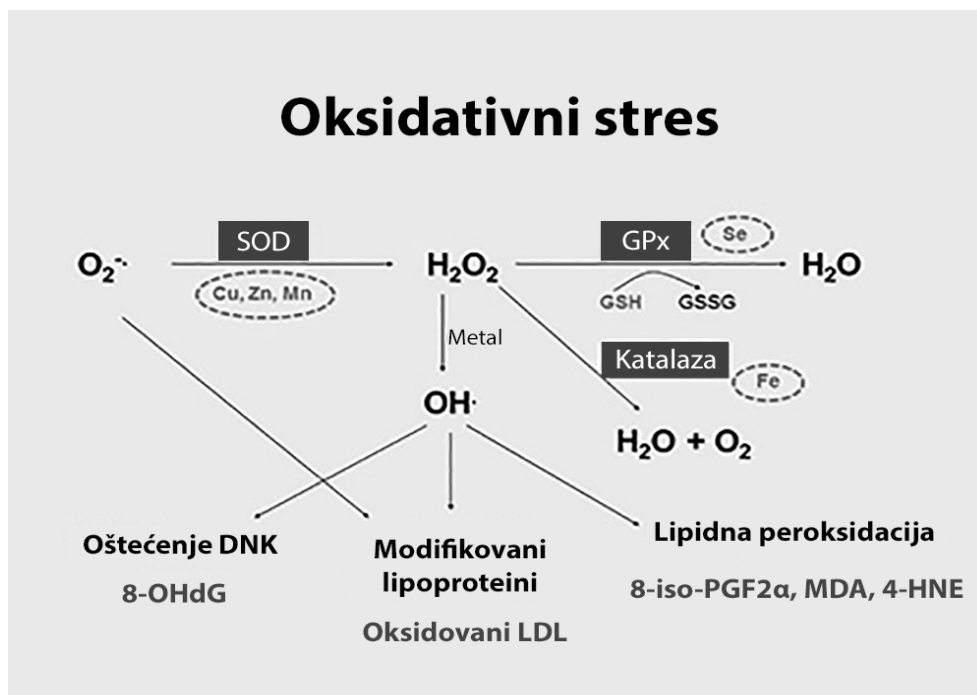 Oksidativni stres
SOD
GPx
Se
O₂⁻·
H₂O₂
H₂O
Cu, Zn, Mn
GSH
GSSG
Metal
Katalaza
Fe
OH·
H₂O + O₂
Oštećenje DNK
8-OHdG
Modifikovani
lipoproteini
Oksidovani LDL
Lipidna peroksidacija
8-iso-PGF2α, MDA, 4-HNE